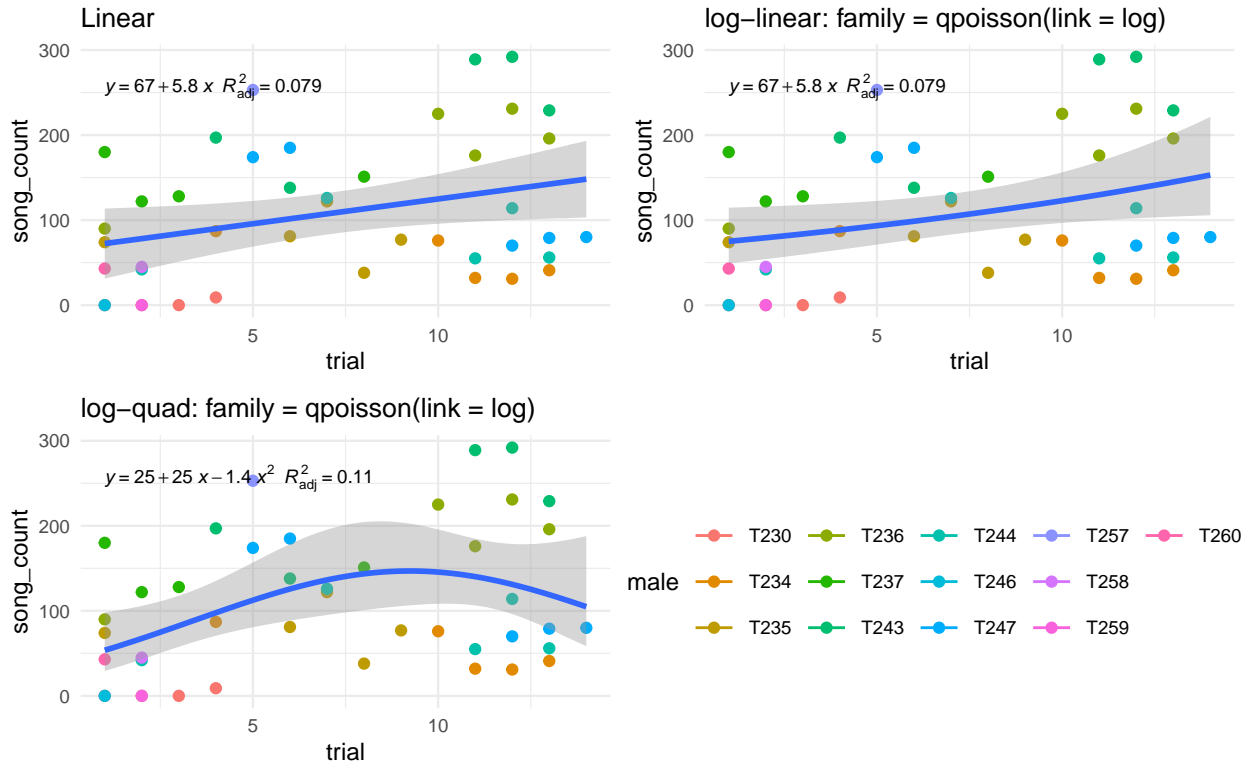 Linear
300
200
100
0
song_count
y = 67 + 5.8 x R²adj = 0.079
5
10
trial
log−linear: family = qpoisson(link = log)
300
200
100
0
song_count
y = 67 + 5.8 x R²adj = 0.079
5
10
trial
log−quad: family = qpoisson(link = log)
300
200
100
0
song_count
y = 25 + 25 x − 1.4 x² R²adj = 0.11
5
10
trial
male
T230 T236 T244 T257 T260
T234 T237 T246 T258
T235 T243 T247 T259